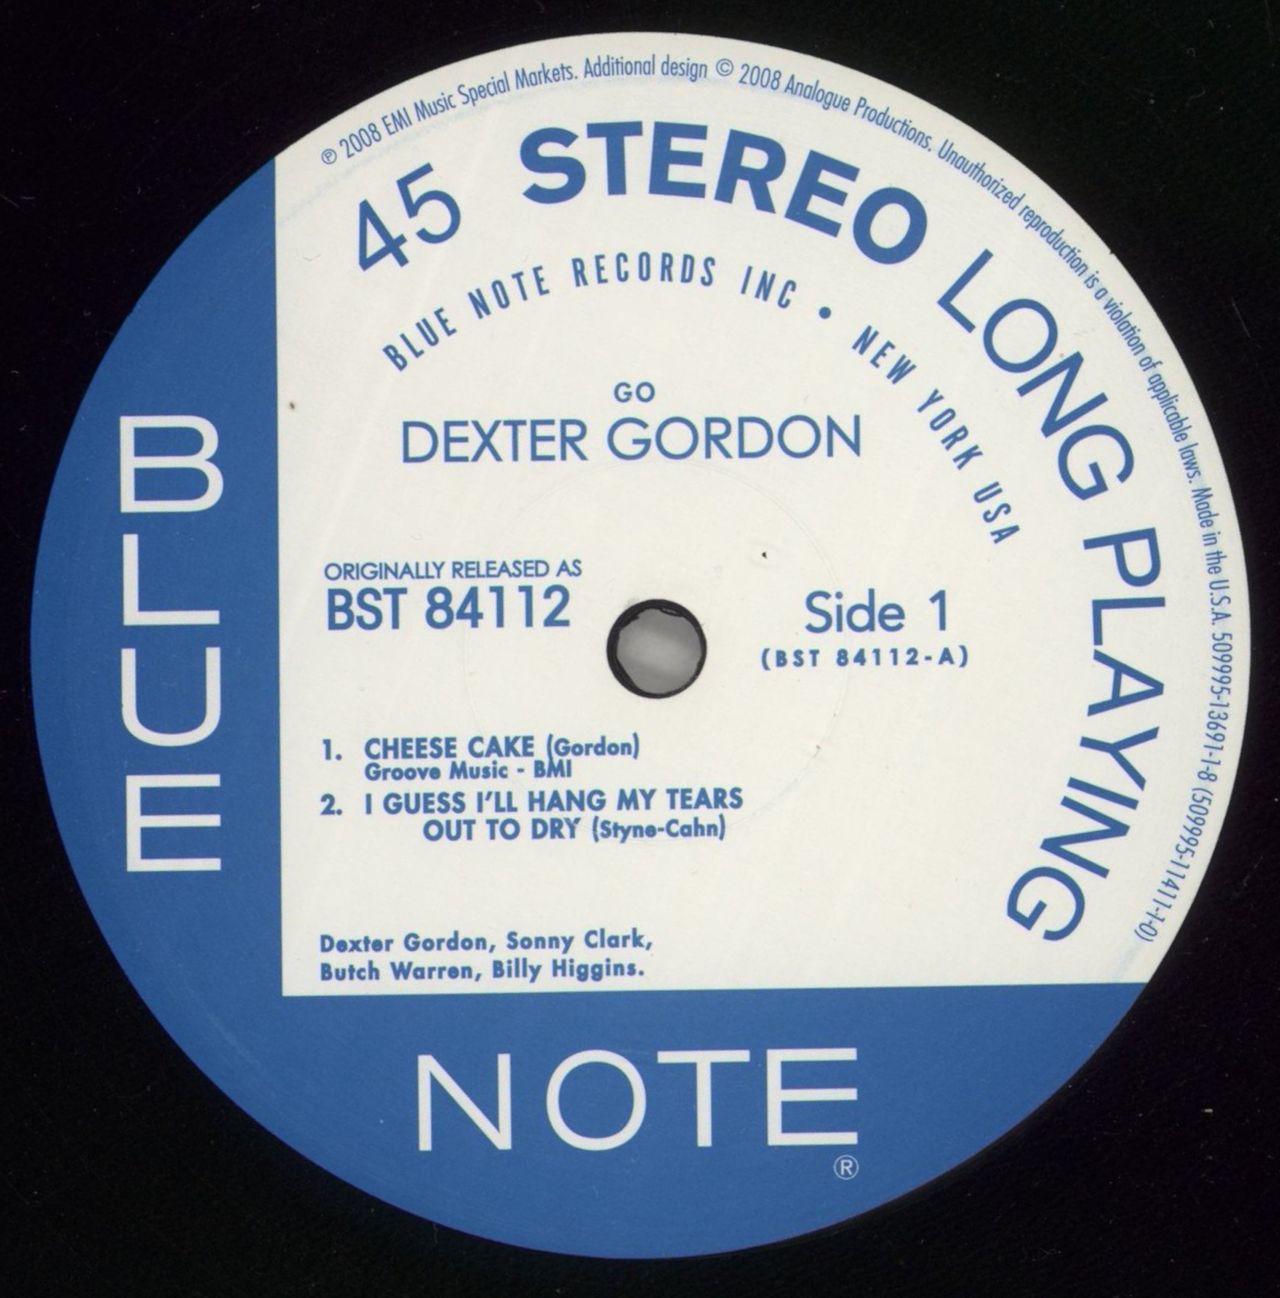 ℗ 2008 EMI Music Special Markets. Additional design © 2008 Analogue Productions. Unauthorized reproduction is a violation of applicable laws. Made in the U.S.A. 509995-13691-1-8 (509995-11411-1-0)
45 STEREO LONG PLAYING
BLUE NOTE RECORDS INC • NEW YORK USA
GO
DEXTER GORDON
ORIGINALLY RELEASED AS
BST 84112
Side 1
(BST 84112-A)
1. CHEESE CAKE (Gordon)
Groove Music - BMI
2. I GUESS I'LL HANG MY TEARS
OUT TO DRY (Styne-Cahn)
Dexter Gordon, Sonny Clark,
Butch Warren, Billy Higgins.
BLUE
NOTE
®